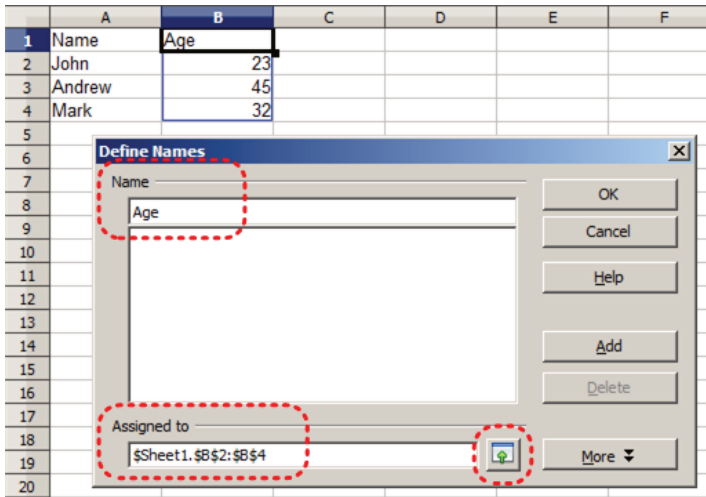 A B C D E F
1 Name Age
2 John 23
3 Andrew 45
4 Mark 32
5
6 Define Names
7 Name
8 Age OK
9 Cancel
10
11 Help
12
13
14 Add
15
16 Delete
17 Assigned to
18
19 $Sheet1.$B$2:$B$4 More
20